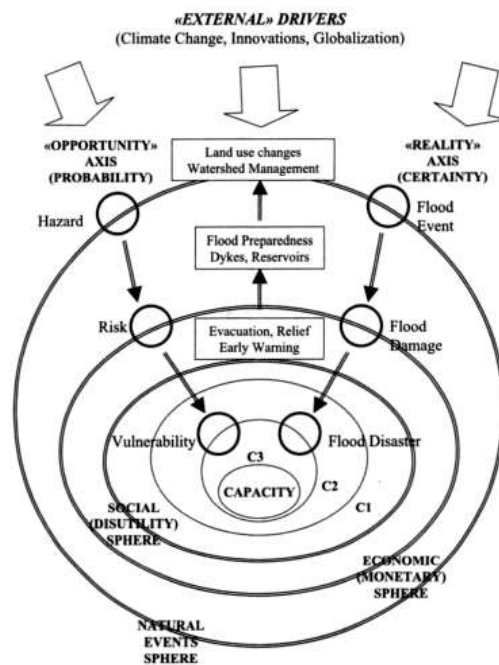 «EXTERNAL» DRIVERS
(Climate Change, Innovations, Globalization)
«OPPORTUNITY»
AXIS
(PROBABILITY)
Land use changes
Watershed Management
«REALITY»
AXIS
(CERTAINTY)
Hazard
Flood
Event
Flood Preparedness
Dykes, Reservoirs
Risk
Evacuation, Relief
Early Warning
Flood
Damage
Vulnerability
Flood Disaster
C3
CAPACITY
C2
C1
SOCIAL
(DISUTILITY)
SPHERE
ECONOMIC
(MONETARY)
SPHERE
NATURAL
EVENTS
SPHERE